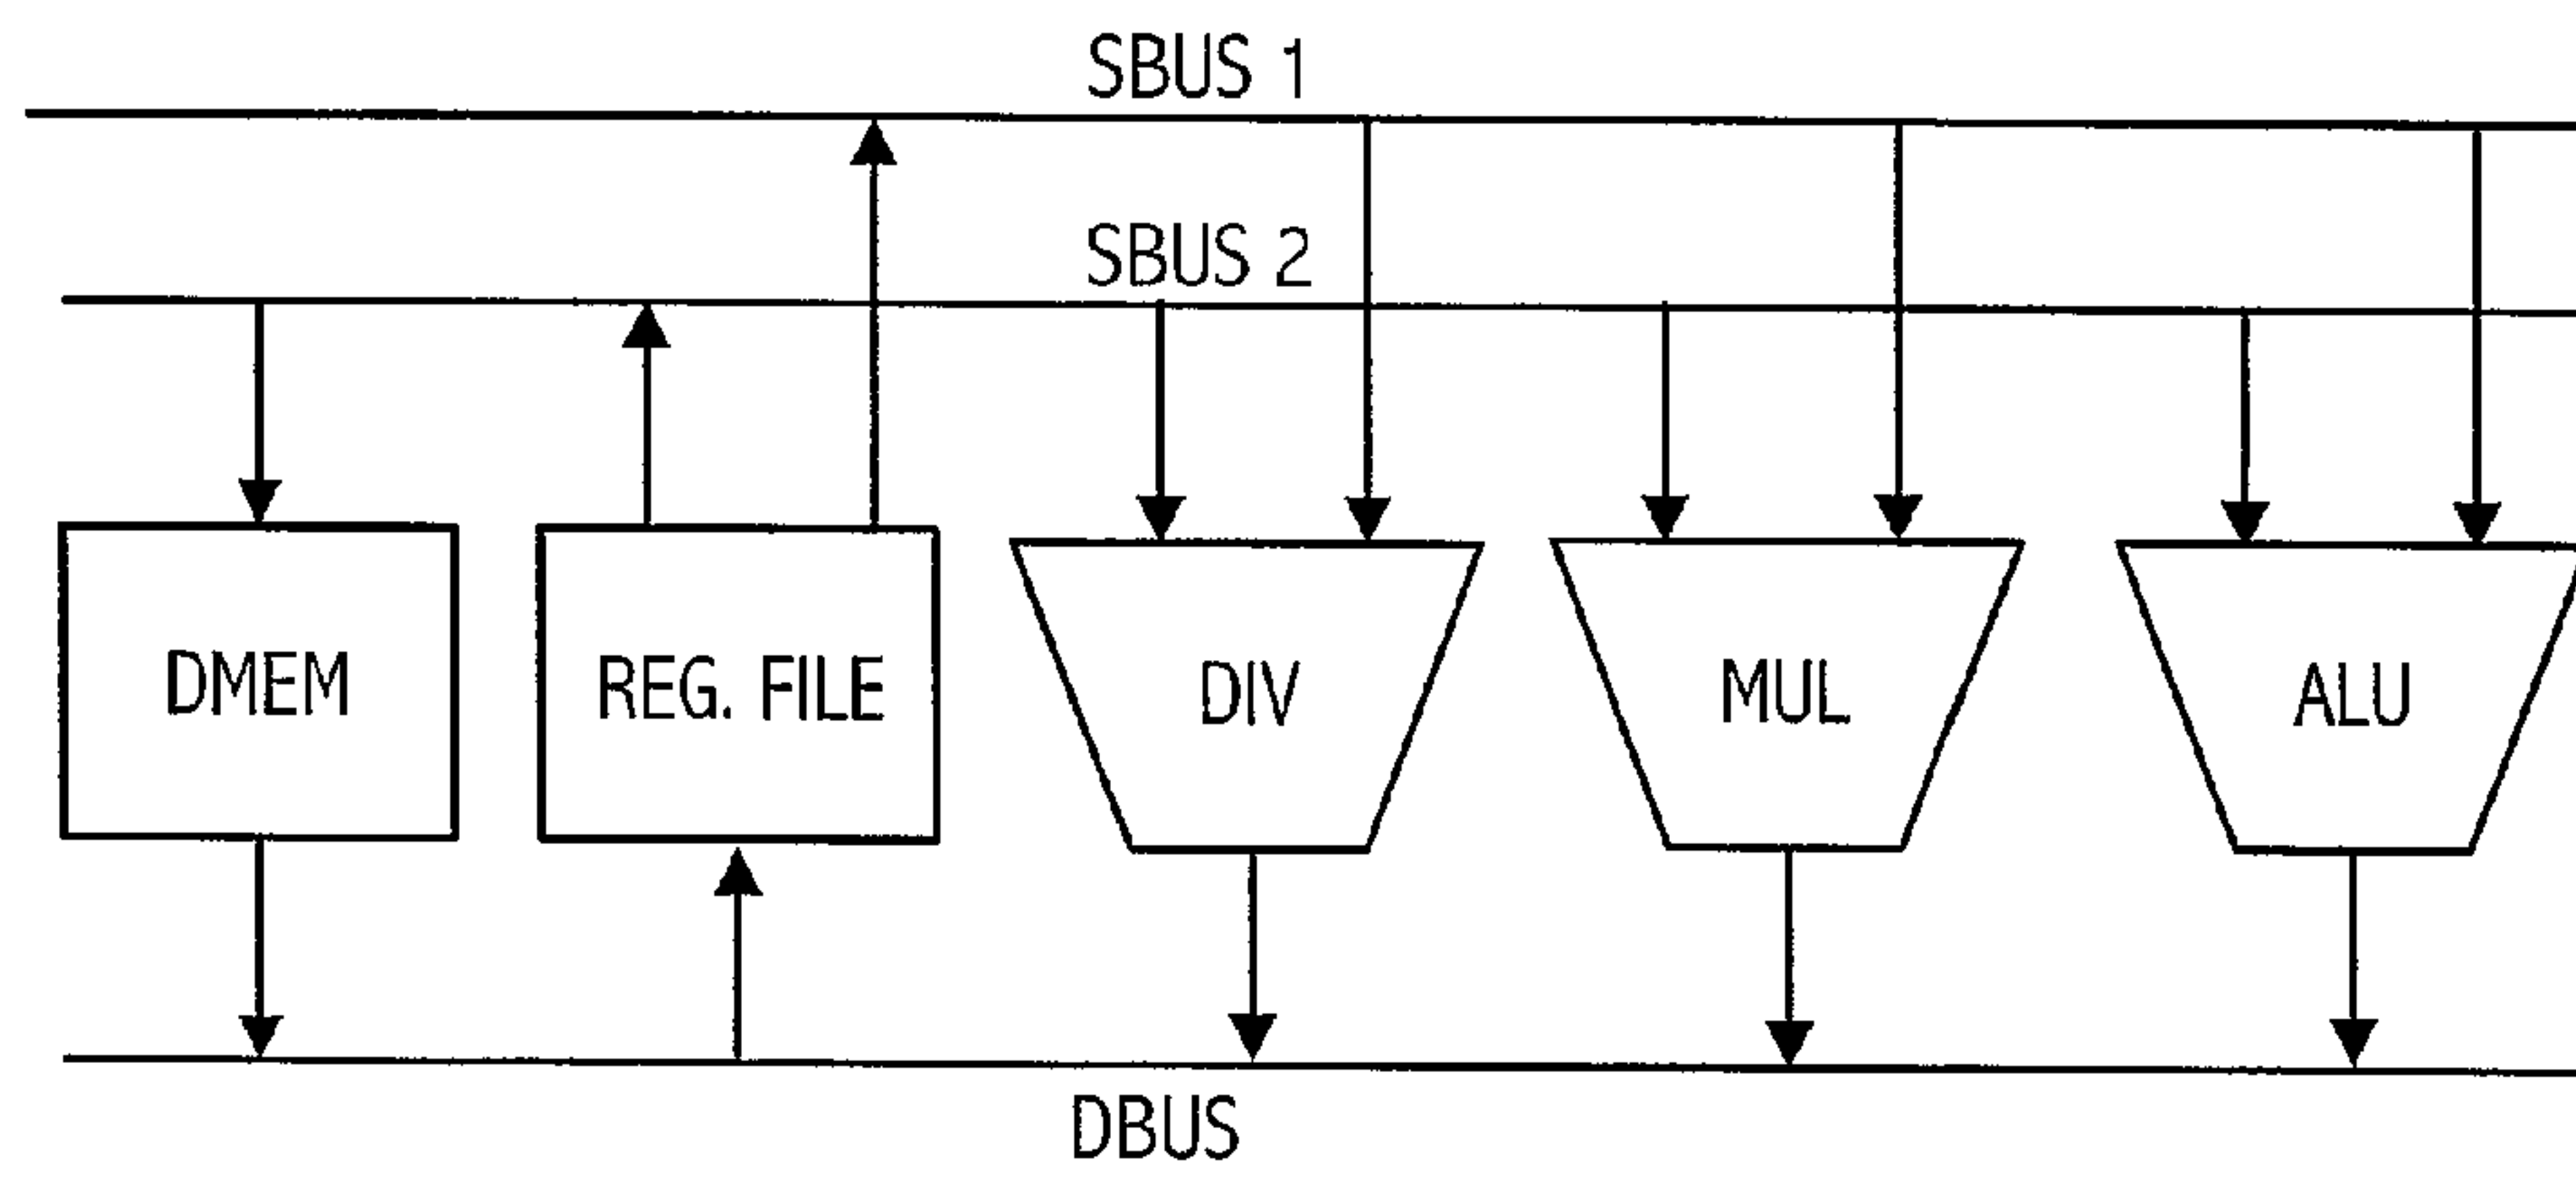 SBUS 1
SBUS 2
DMEM
REG. FILE
DIV
MUL
ALU
DBUS